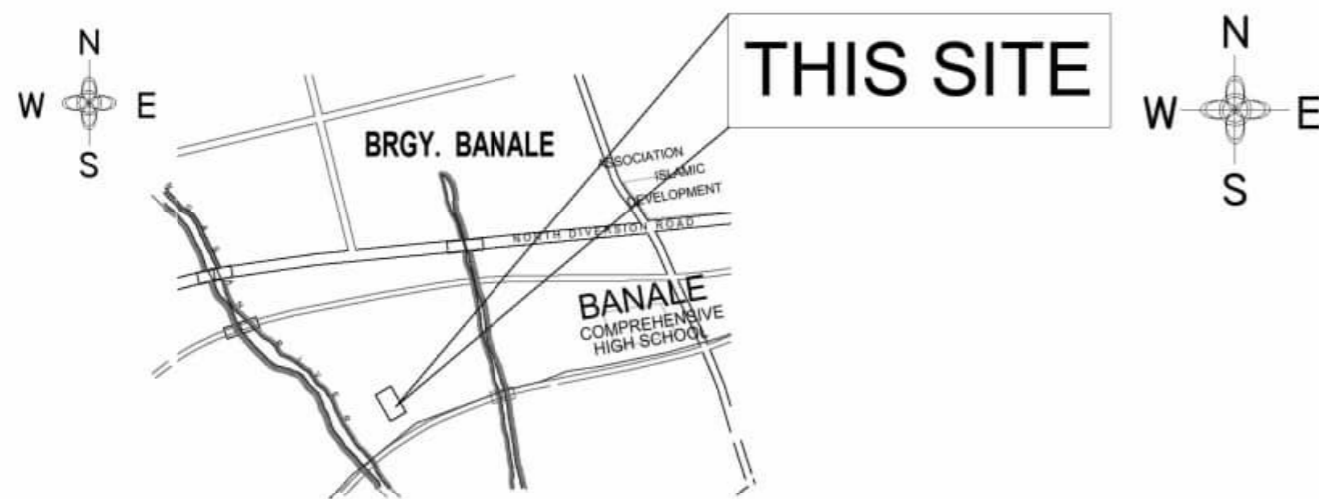 N
W E
S
THIS SITE
N
W E
S
BRGY. BANALE
ASSOCIATION
ISLAMIC
DEVELOPMENT
NORTH DIVERSION ROAD
BANALE
COMPREHENSIVE
HIGH SCHOOL